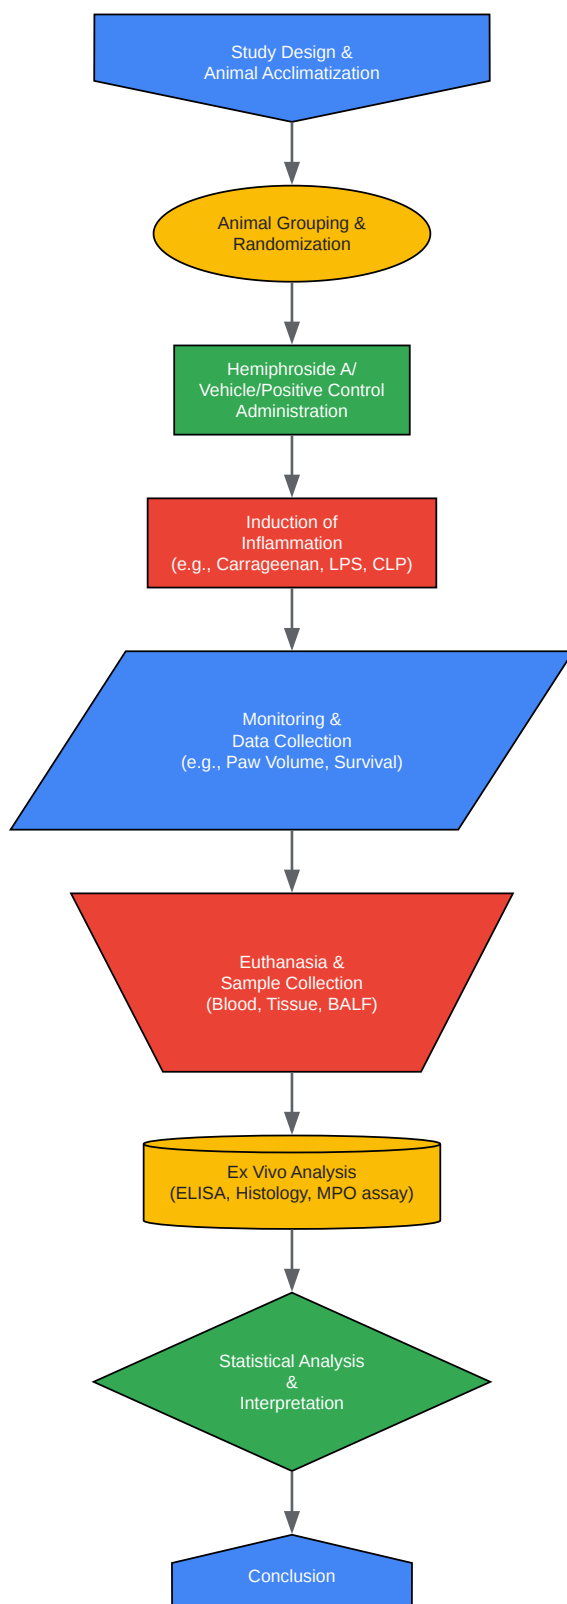 Study Design &
Animal Acclimatization
Animal Grouping &
Randomization
Hemiphroside A/
Vehicle/Positive Control
Administration
Induction of
Inflammation
(e.g., Carrageenan, LPS, CLP)
Monitoring &
Data Collection
(e.g., Paw Volume, Survival)
Euthanasia &
Sample Collection
(Blood, Tissue, BALF)
Ex Vivo Analysis
(ELISA, Histology, MPO assay)
Statistical Analysis
&
Interpretation
Conclusion